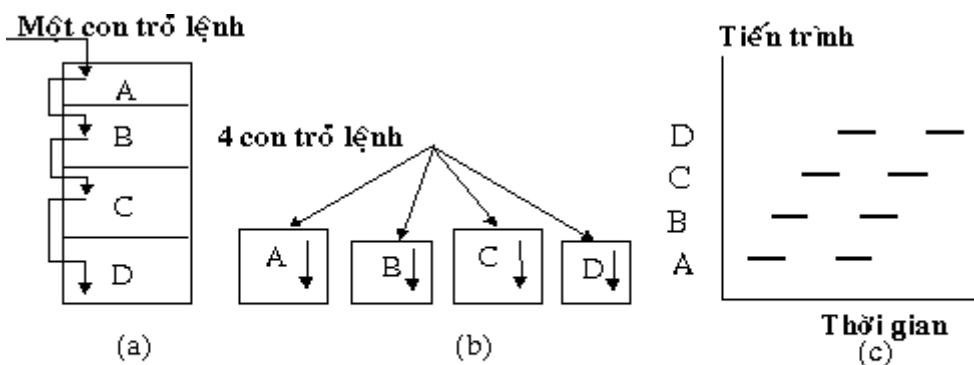 Một con trỏ lệnh
A
B
C
D
(a)
4 con trỏ lệnh
A
B
C
D
(b)
Tiến trình
D
C
B
A
Thời gian
(c)